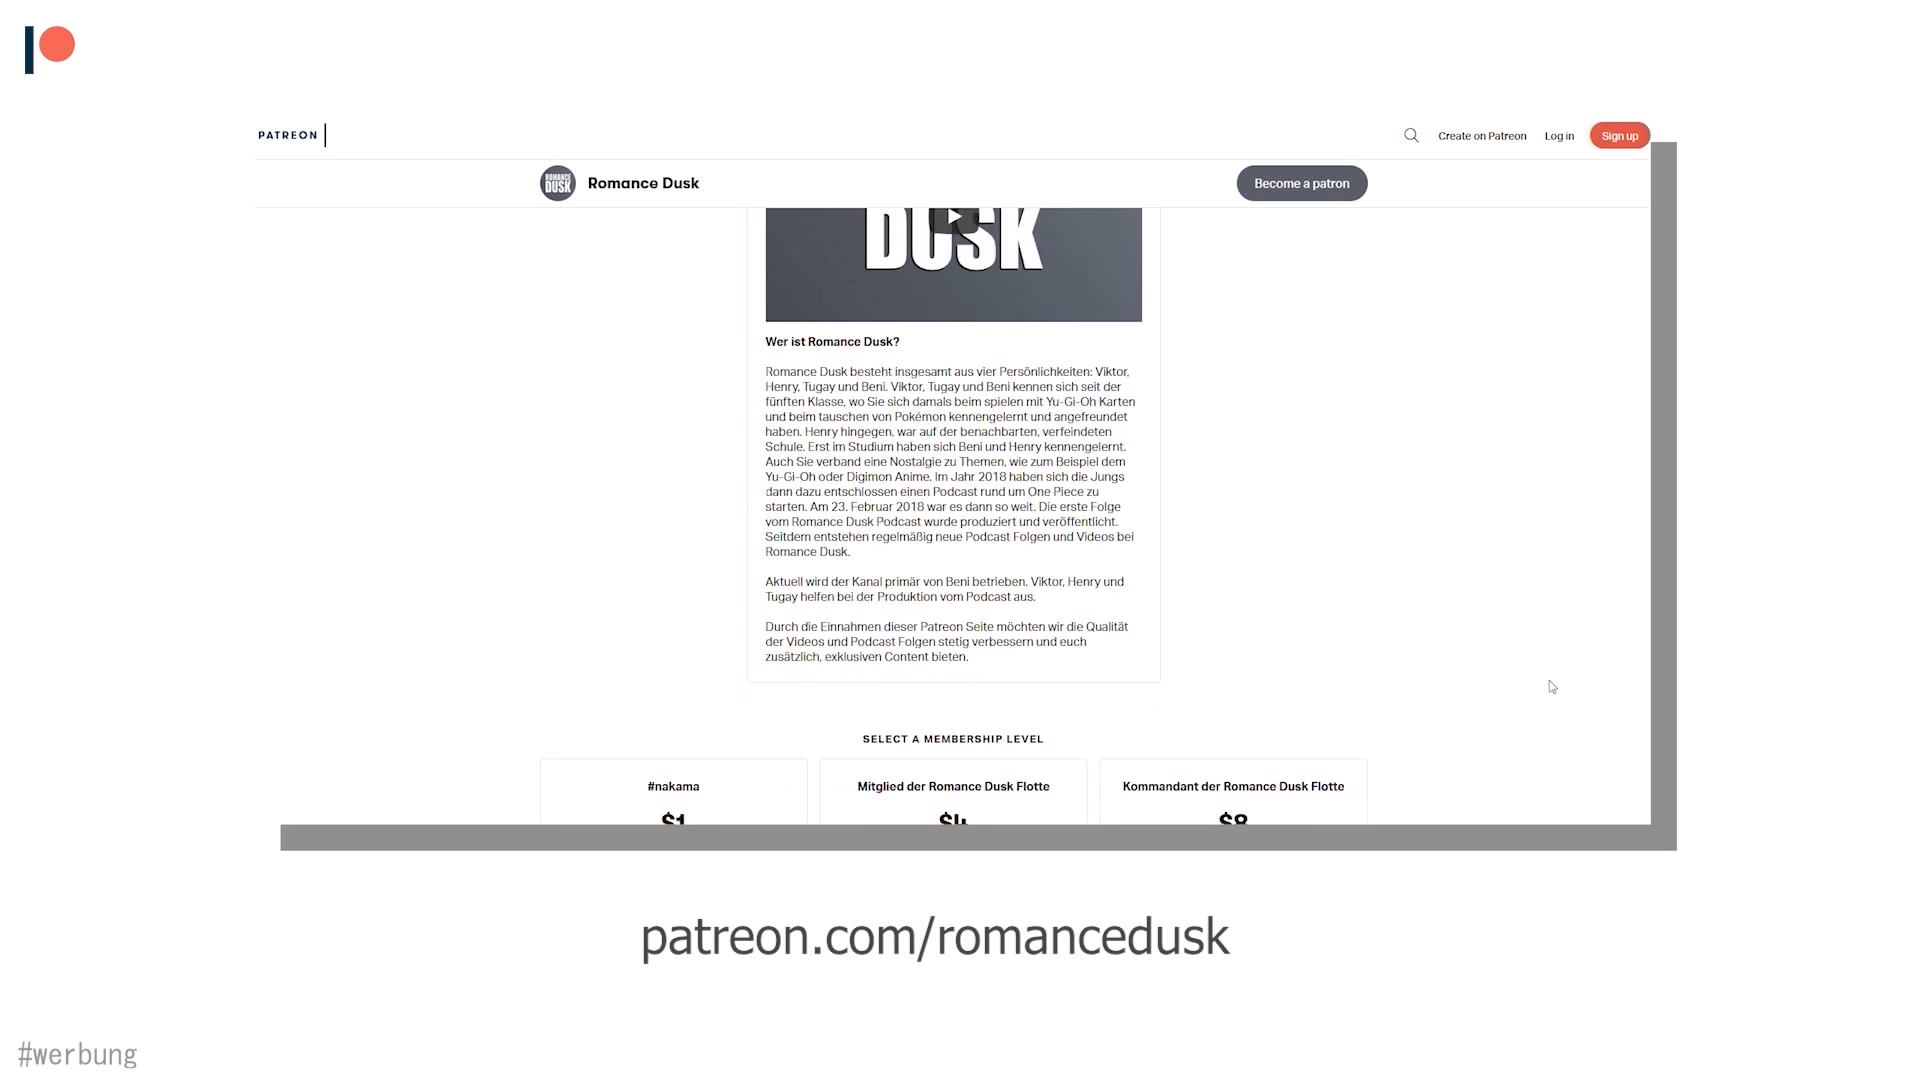 PATREON
Create on Patreon
Log in
Sign up
ROMANCE
DUSK
Romance Dusk
Become a patron
DUSK
Wer ist Romance Dusk?
Romance Dusk besteht insgesamt aus vier Persönlichkeiten: Viktor,
Henry, Tugay und Beni. Viktor, Tugay und Beni kennen sich seit der
fünften Klasse, wo Sie sich damals beim spielen mit Yu-Gi-Oh Karten
und beim tauschen von Pokémon kennengelernt und angefreundet
haben. Henry hingegen, war auf der benachbarten, verfeindeten
Schule. Erst im Studium haben sich Beni und Henry kennengelernt.
Auch Sie verband eine Nostalgie zu Themen, wie zum Beispiel dem
Yu-Gi-Oh oder Digimon Anime. Im Jahr 2018 haben sich die Jungs
dann dazu entschlossen einen Podcast rund um One Piece zu
starten. Am 23. Februar 2018 war es dann so weit. Die erste Folge
vom Romance Dusk Podcast wurde produziert und veröffentlicht.
Seitdem entstehen regelmäßig neue Podcast Folgen und Videos bei
Romance Dusk.
Aktuell wird der Kanal primär von Beni betrieben. Viktor, Henry und
Tugay helfen bei der Produktion vom Podcast aus.
Durch die Einnahmen dieser Patreon Seite möchten wir die Qualität
der Videos und Podcast Folgen stetig verbessern und euch
zusätzlich, exklusiven Content bieten.
SELECT A MEMBERSHIP LEVEL
#nakama
Mitglied der Romance Dusk Flotte
Kommandant der Romance Dusk Flotte
$1
$4
$8
patreon.com/romancedusk
#werbung